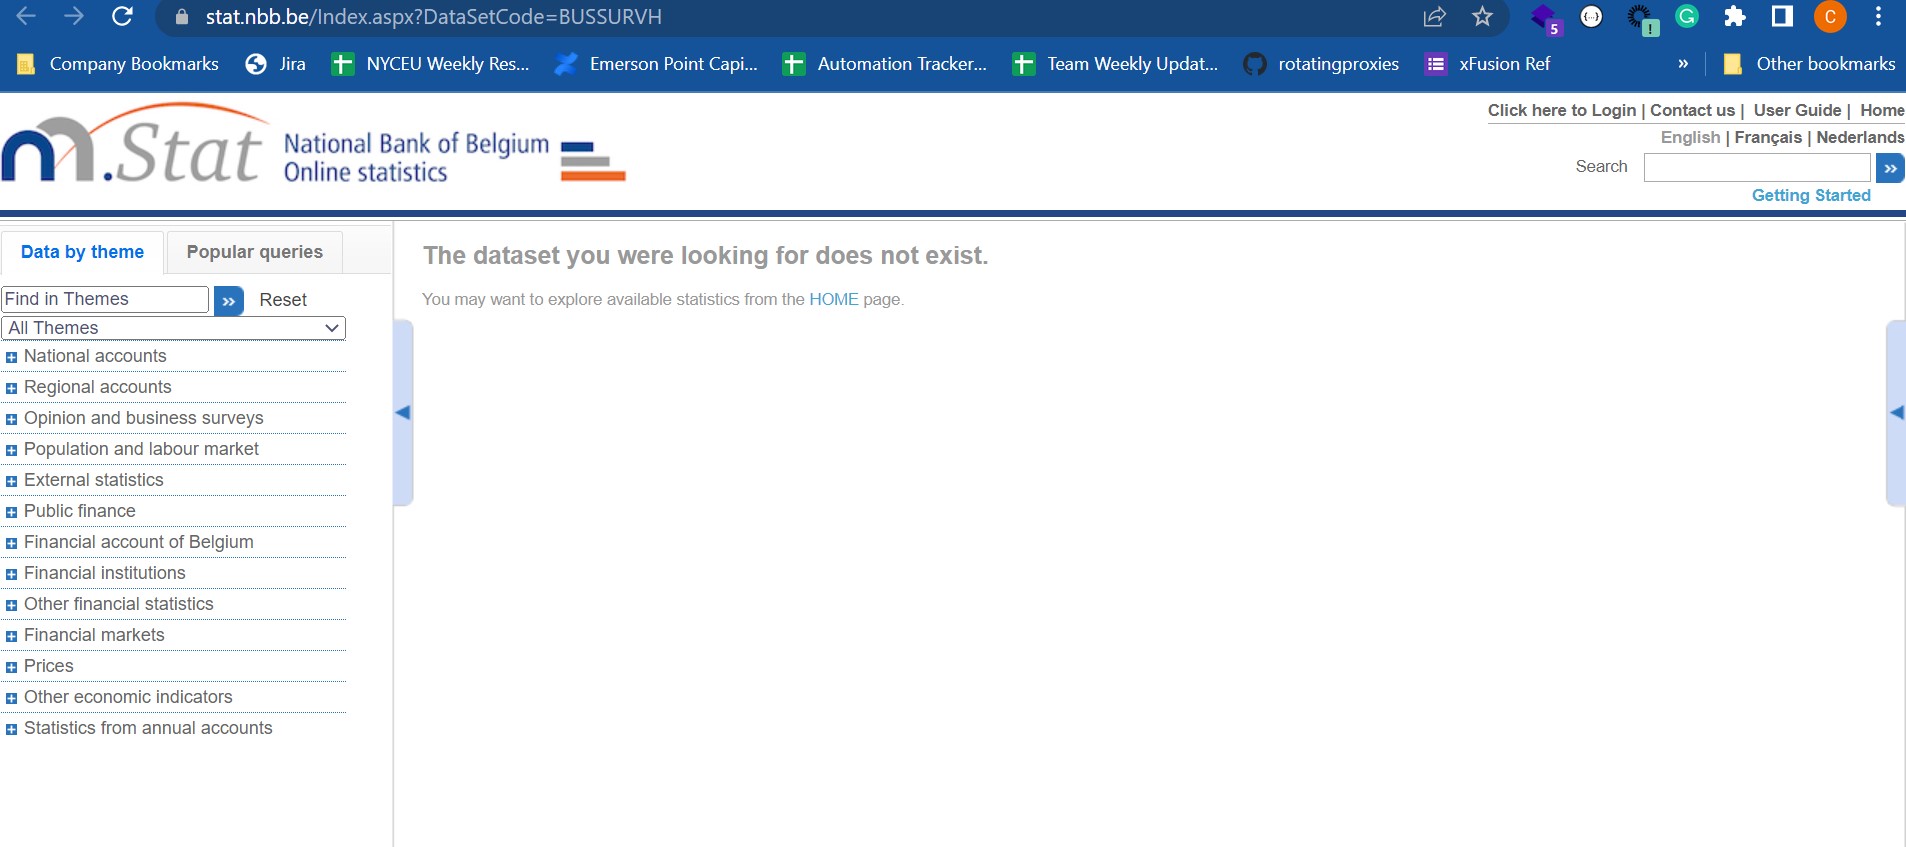 stat.nbb.be/Index.aspx?DataSetCode=BUSSURVH
5
{...}
!
G
C
Company Bookmarks
Jira
NYCEU Weekly Res...
Emerson Point Capi...
Automation Tracker...
Team Weekly Updat...
rotatingproxies
xFusion Ref
»
Other bookmarks
.Stat
National Bank of Belgium
Online statistics
Click here to Login | Contact us | User Guide | Home
English | Français | Nederlands
Search
»
Getting Started
Data by theme
Popular queries
Find in Themes
»
Reset
All Themes
National accounts
Regional accounts
Opinion and business surveys
Population and labour market
External statistics
Public finance
Financial account of Belgium
Financial institutions
Other financial statistics
Financial markets
Prices
Other economic indicators
Statistics from annual accounts
The dataset you were looking for does not exist.
You may want to explore available statistics from the HOME page.